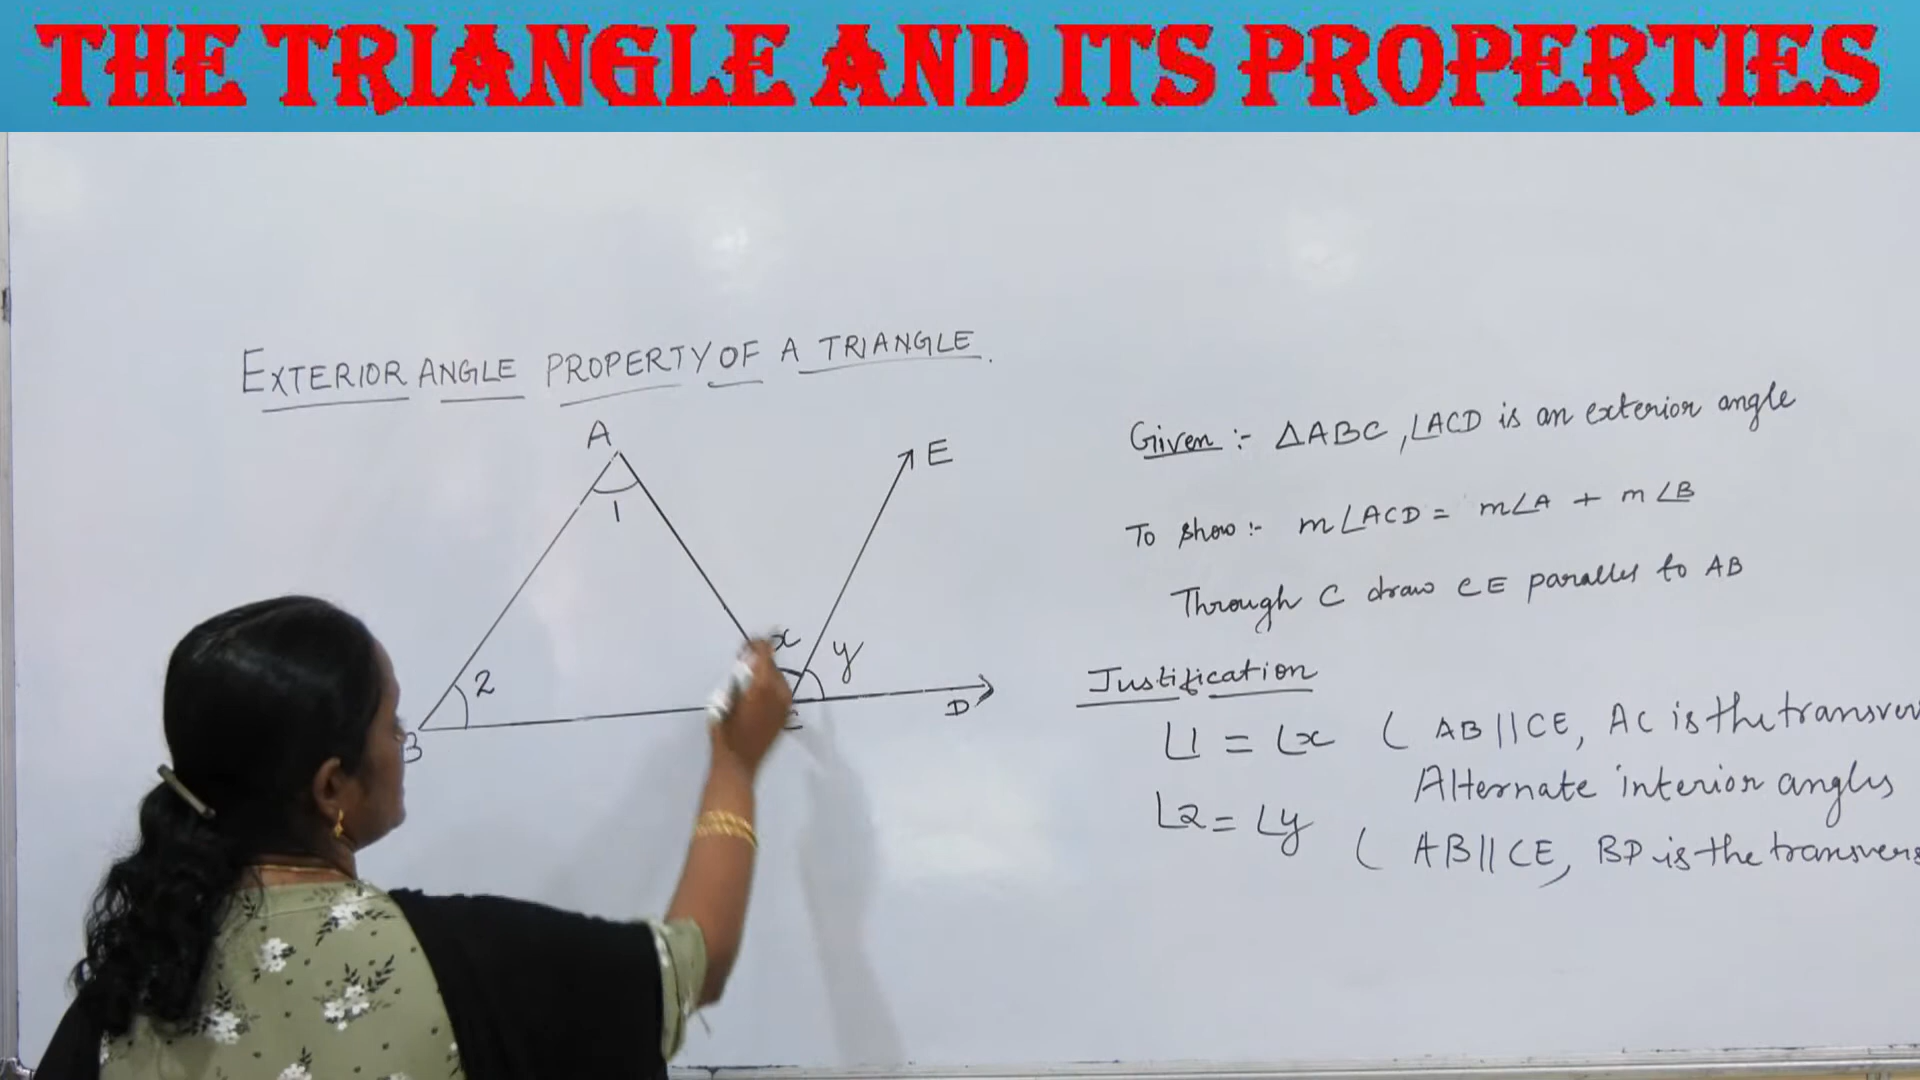 THE TRIANGLE AND ITS PROPERTIES
EXTERIOR ANGLE PROPERTY OF A TRIANGLE.
A
1
E
x
y
2
B
C
D
Given :- △ABC, ∠ACD is an exterior angle
To show :- m∠ACD = m∠A + m∠B
Through C draw CE parallel to AB
Justification
∠1 = ∠x ( AB||CE, AC is the transver
Alternate interior angles
∠2 = ∠y
( AB||CE, BD is the transvers